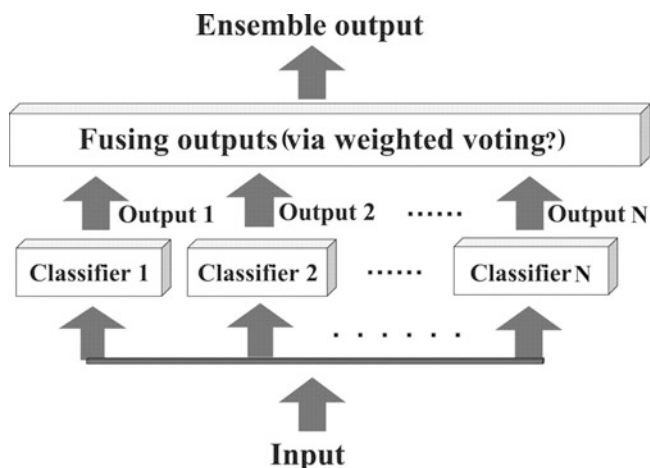 Ensemble output
Fusing outputs(via weighted voting?)
Output 1 Output 2 ...... Output N
Classifier 1 Classifier 2 ...... Classifier N
. . . . . .
Input